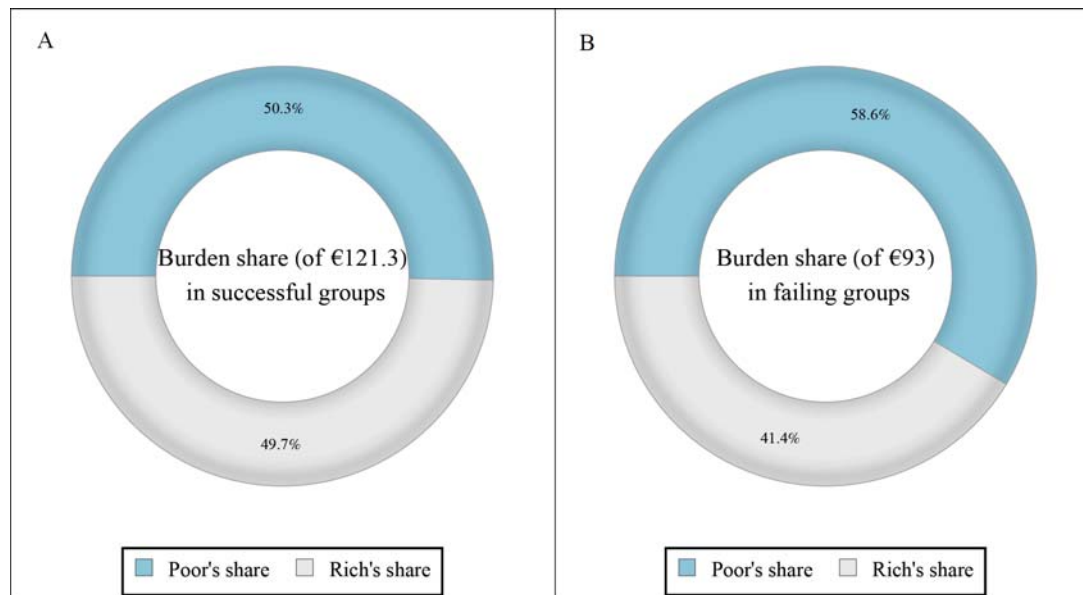 A
50.3%
Burden share (of €121.3)
in successful groups
49.7%
Poor's share
Rich's share
B
58.6%
Burden share (of €93)
in failing groups
41.4%
Poor's share
Rich's share